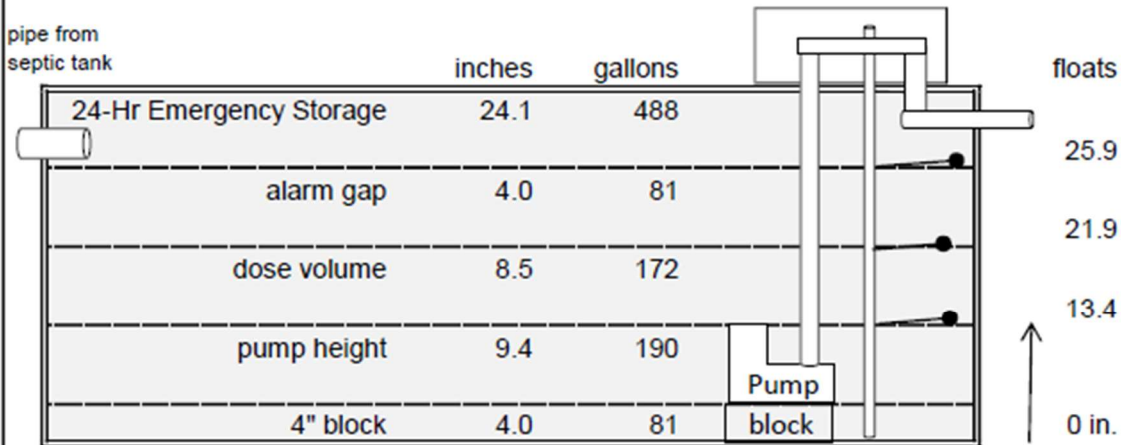 pipe from
septic tank
inches gallons floats
24-Hr Emergency Storage 24.1 488
25.9
alarm gap 4.0 81
21.9
dose volume 8.5 172
13.4
pump height 9.4 190
Pump
4" block 4.0 81 block 0 in.